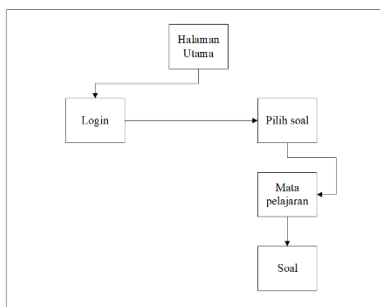 Halaman
Utama
Login
Pilih soal
Mata
pelajaran
Soal